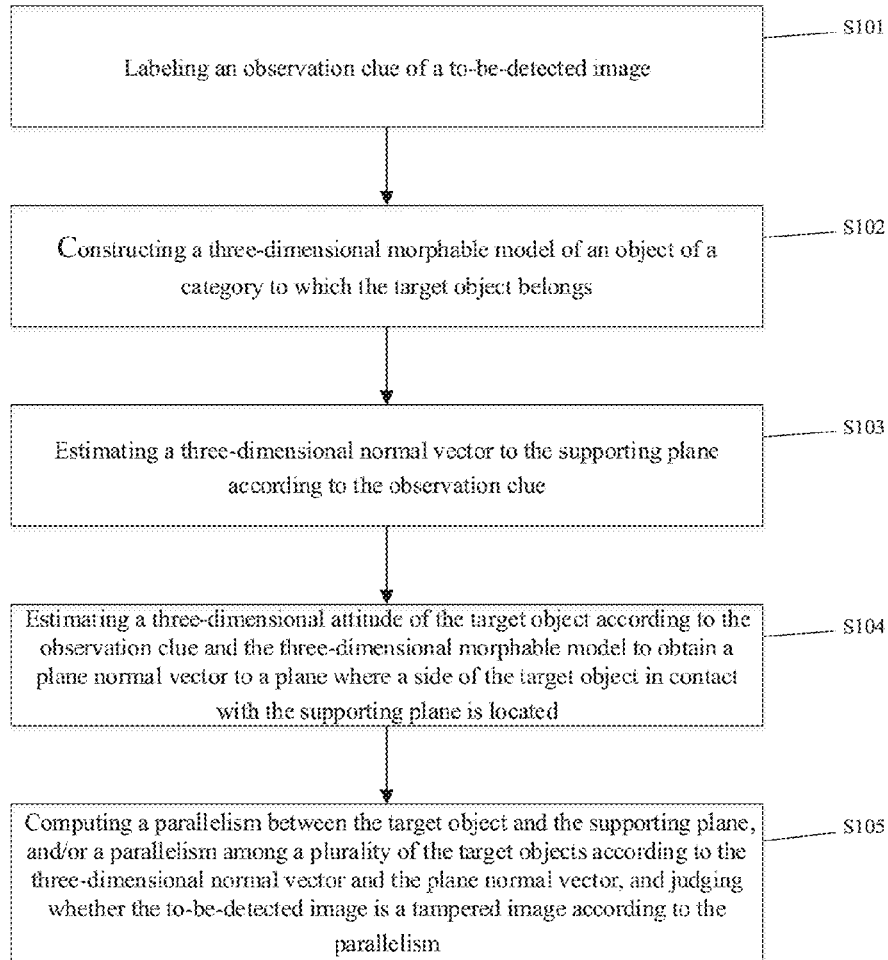 S101
Labeling an observation clue of a to-be-detected image
S102
Constructing a three-dimensional morphable model of an object of a
category to which the target object belongs
S103
Estimating a three-dimensional normal vector to the supporting plane
according to the observation clue
S104
Estimating a three-dimensional attitude of the target object according to the
observation clue and the three-dimensional morphable model to obtain a
plane normal vector to a plane where a side of the target object in contact
with the supporting plane is located
S105
Computing a parallelism between the target object and the supporting plane,
and/or a parallelism among a plurality of the target objects according to the
three-dimensional normal vector and the plane normal vector, and judging
whether the to-be-detected image is a tampered image according to the
parallelism